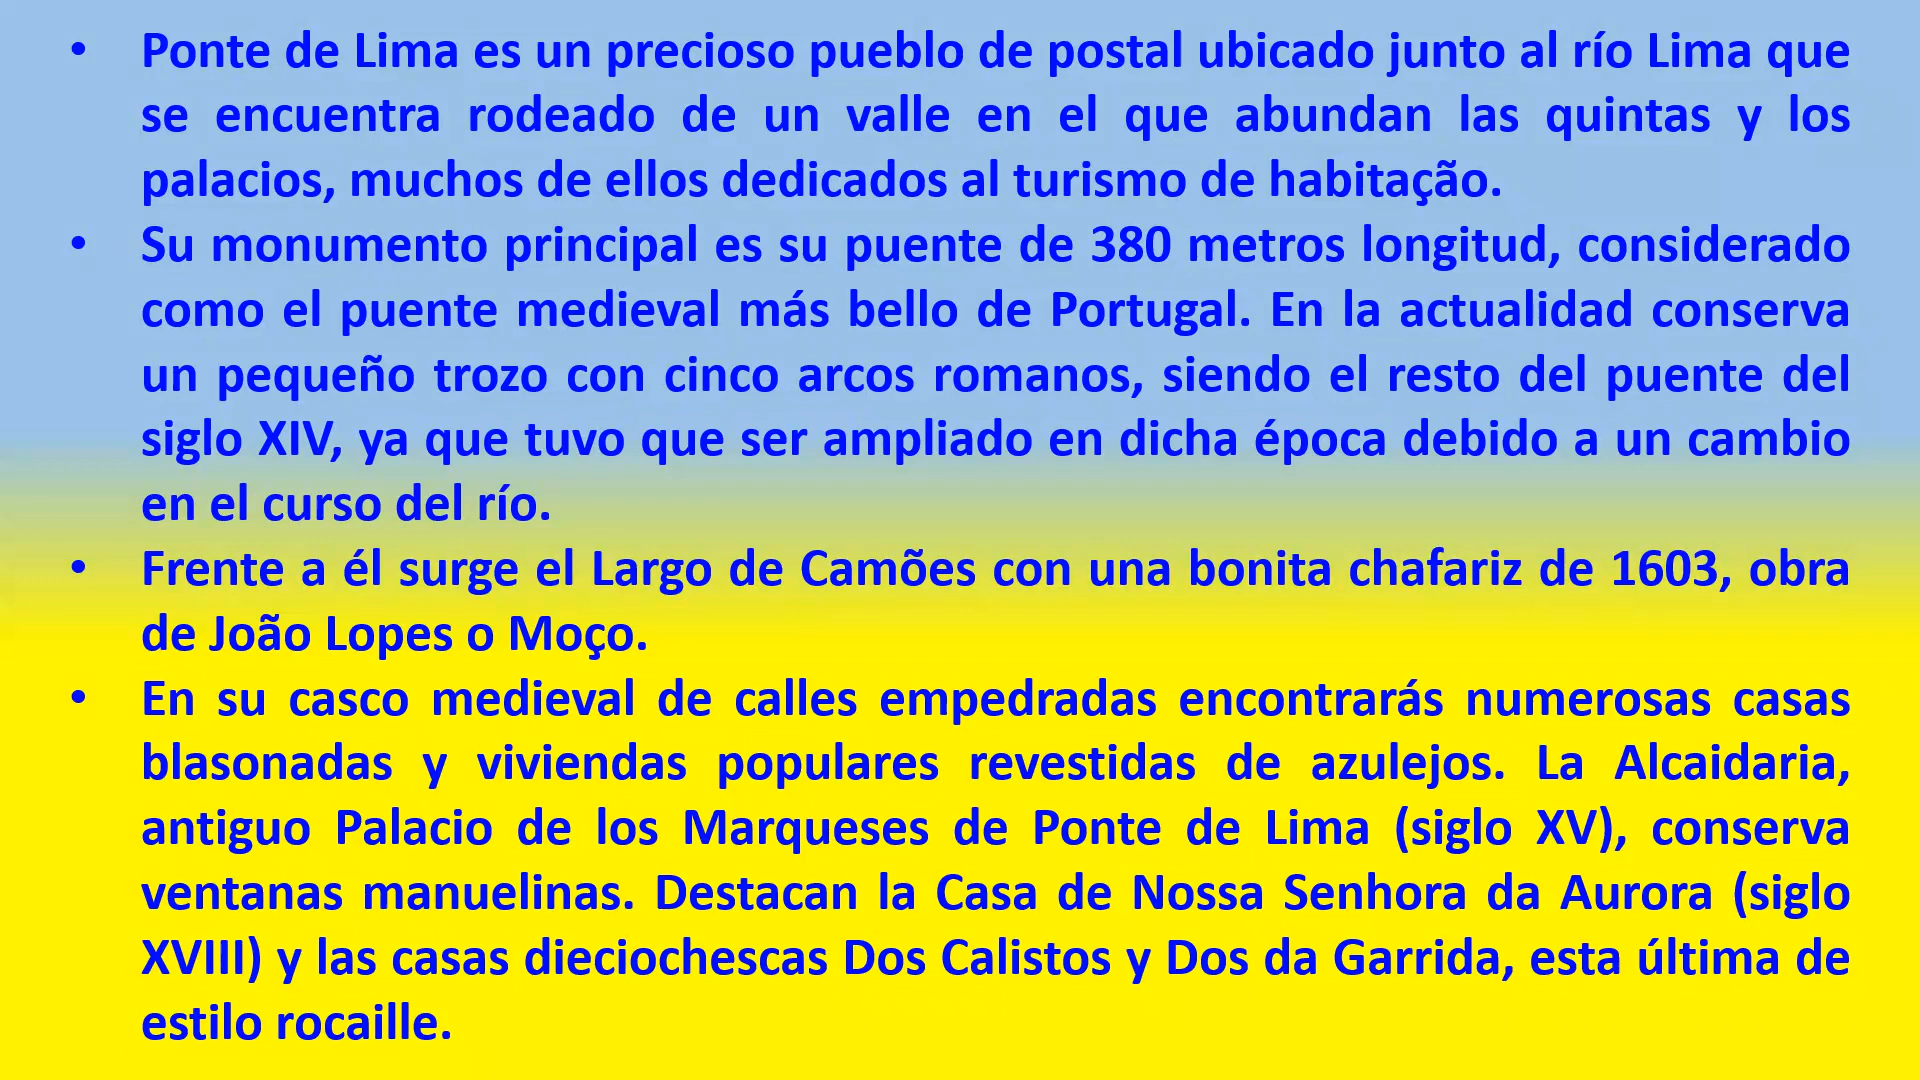 • Ponte de Lima es un precioso pueblo de postal ubicado junto al río Lima que
se encuentra rodeado de un valle en el que abundan las quintas y los
palacios, muchos de ellos dedicados al turismo de habitação.
• Su monumento principal es su puente de 380 metros longitud, considerado
como el puente medieval más bello de Portugal. En la actualidad conserva
un pequeño trozo con cinco arcos romanos, siendo el resto del puente del
siglo XIV, ya que tuvo que ser ampliado en dicha época debido a un cambio
en el curso del río.
• Frente a él surge el Largo de Camões con una bonita chafariz de 1603, obra
de João Lopes o Moço.
• En su casco medieval de calles empedradas encontrarás numerosas casas
blasonadas y viviendas populares revestidas de azulejos. La Alcaidaria,
antiguo Palacio de los Marqueses de Ponte de Lima (siglo XV), conserva
ventanas manuelinas. Destacan la Casa de Nossa Senhora da Aurora (siglo
XVIII) y las casas dieciochescas Dos Calistos y Dos da Garrida, esta última de
estilo rocaille.